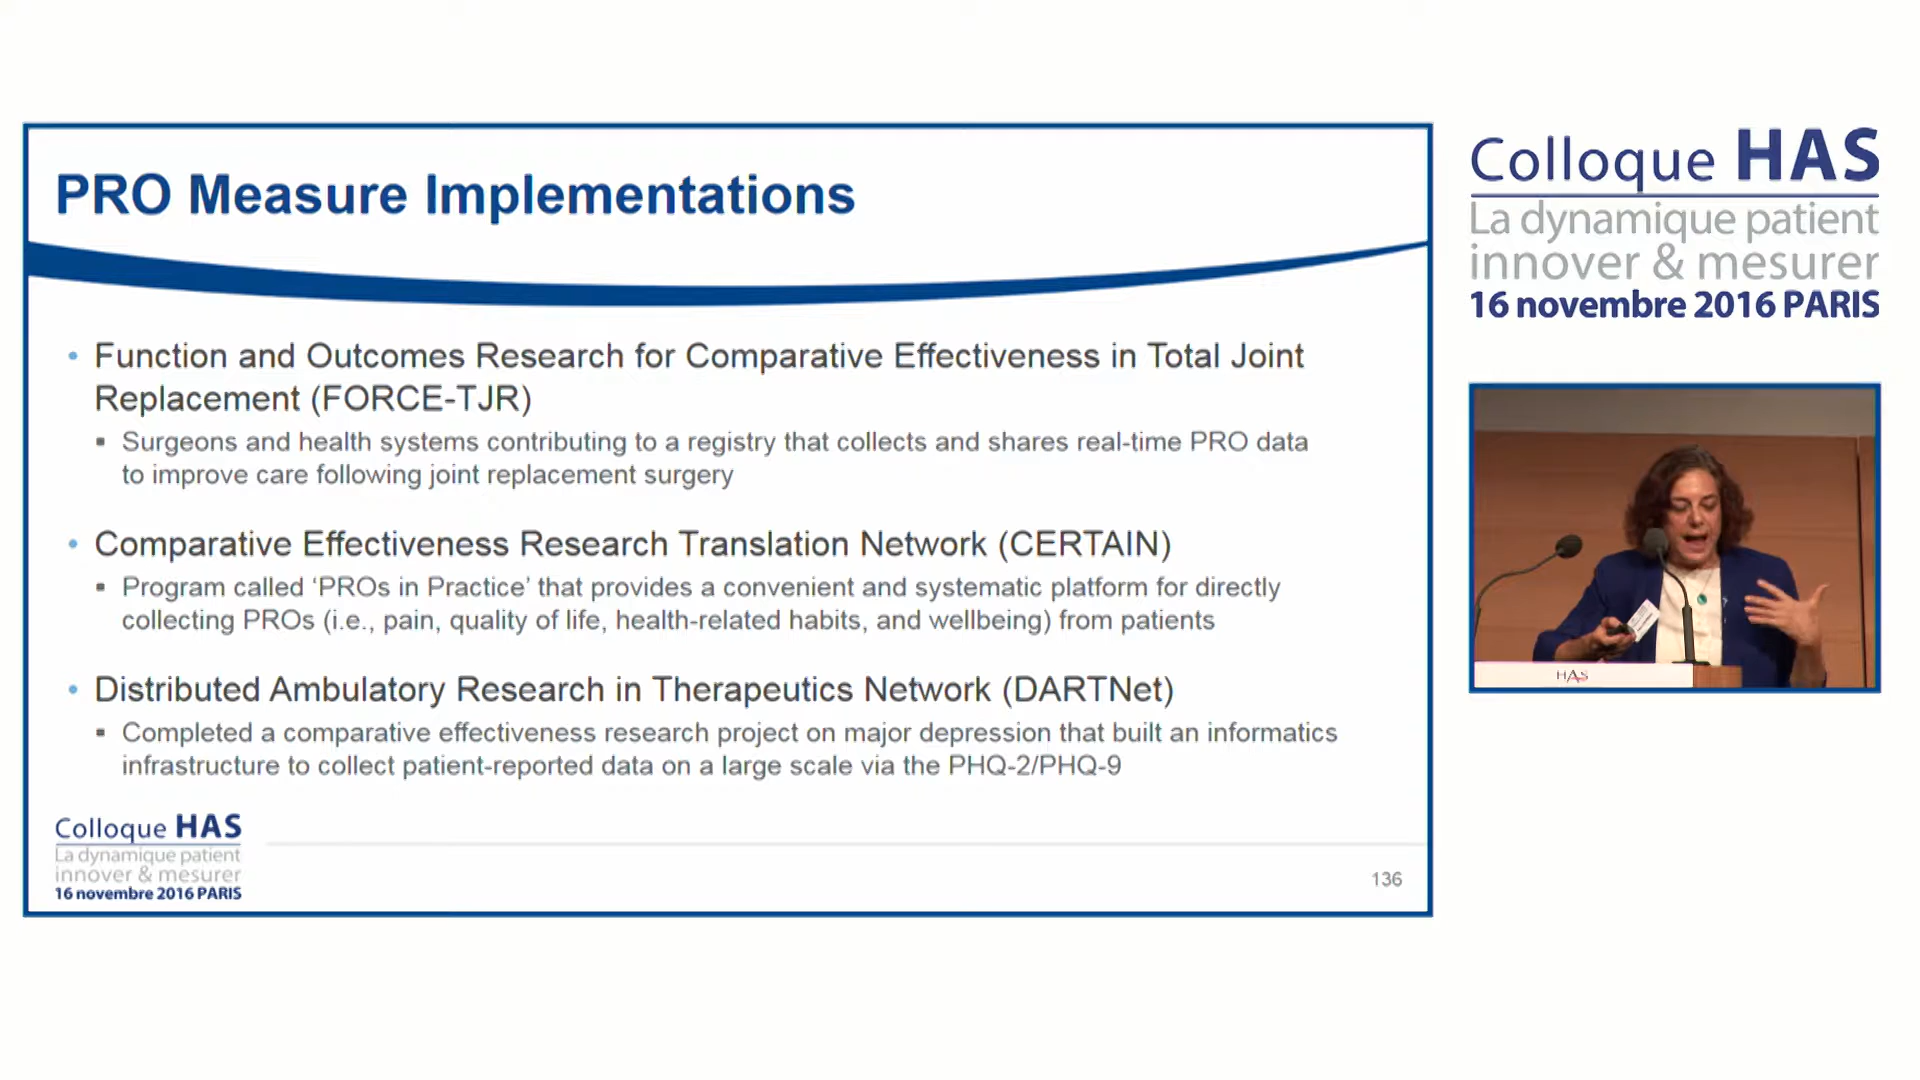 PRO Measure Implementations
• Function and Outcomes Research for Comparative Effectiveness in Total Joint
Replacement (FORCE-TJR)
▪ Surgeons and health systems contributing to a registry that collects and shares real-time PRO data
to improve care following joint replacement surgery
• Comparative Effectiveness Research Translation Network (CERTAIN)
▪ Program called ‘PROs in Practice’ that provides a convenient and systematic platform for directly
collecting PROs (i.e., pain, quality of life, health-related habits, and wellbeing) from patients
• Distributed Ambulatory Research in Therapeutics Network (DARTNet)
▪ Completed a comparative effectiveness research project on major depression that built an informatics
infrastructure to collect patient-reported data on a large scale via the PHQ-2/PHQ-9
Colloque HAS
La dynamique patient
innover & mesurer
16 novembre 2016 PARIS
136
Colloque HAS
La dynamique patient
innover & mesurer
16 novembre 2016 PARIS
HAS